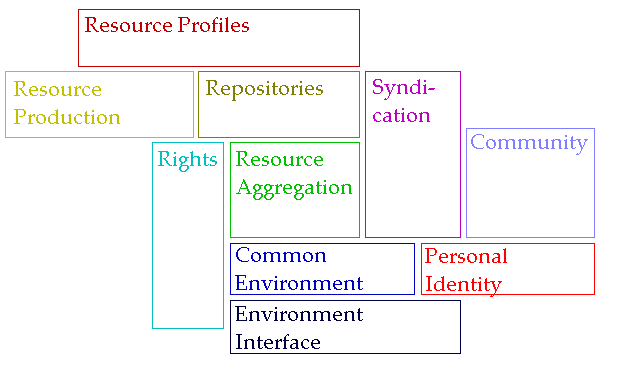 Resource Profiles
Resource
Production
Repositories
Syndi-
cation
Community
Rights
Resource
Aggregation
Common
Environment
Personal
Identity
Environment
Interface